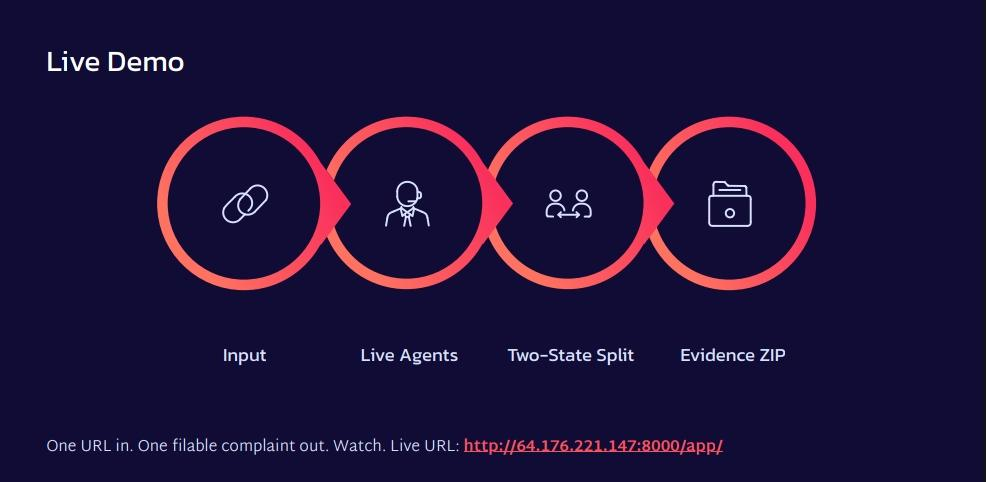 Live Demo
Input
Live Agents
Two-State Split
Evidence ZIP
One URL in. One filable complaint out. Watch. Live URL: http://64.176.221.147:8000/app/